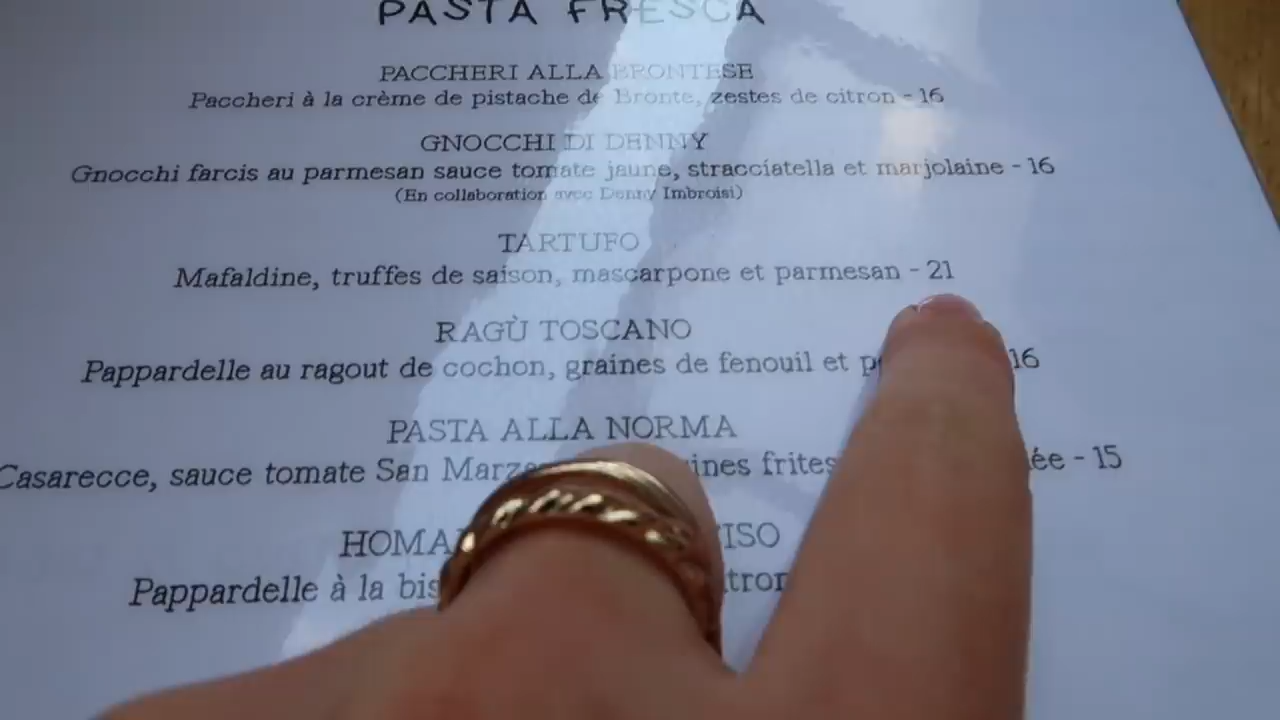 PASTA FRESCA
PACCHERI ALLA BRONTESE
Paccheri à la crème de pistache de Bronte, zestes de citron - 16
GNOCCHI DI DENNY
Gnocchi farcis au parmesan sauce tomate jaune, stracciatella et marjolaine - 16
(En collaboration avec Denny Imbroisi)
TARTUFO
Mafaldine, truffes de saison, mascarpone et parmesan - 21
RAGÙ TOSCANO
Pappardelle au ragout de cochon, graines de fenouil et 16
PASTA ALLA NORMA
Casarecce, sauce tomate San frites - 15
Pappardelle à la